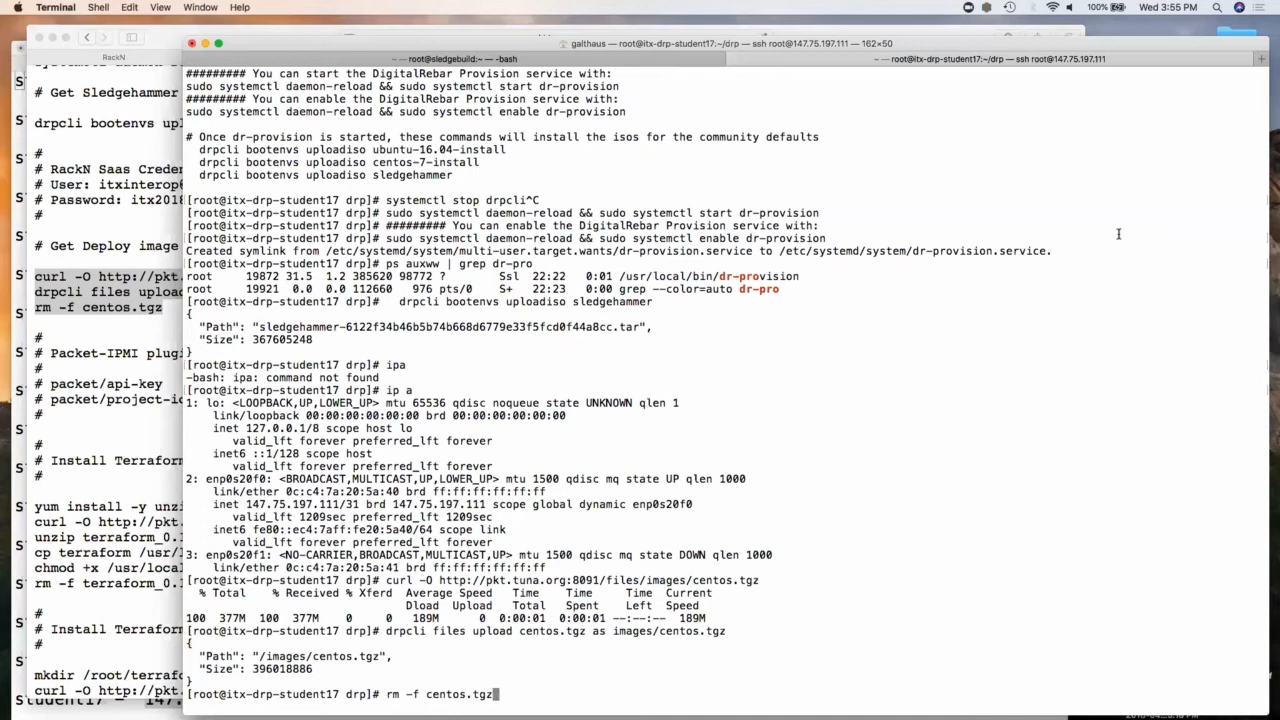 Terminal Shell Edit View Window Help 100% Wed 3:55 PM
galthaus — root@itx-drp-student17:~/drp — ssh root@147.75.197.111 — 162×50
RackN
~ — root@sledgebuild:~ — -bash
~ — root@itx-drp-student17:~/drp — ssh root@147.75.197.111
# Get Sledgehammer
drpcli bootenvs up
#
# RackN Saas Creden
# User: itxinterop
# Password: itx2018
#
# Get Deploy image
curl -O http://pkt.
drpcli files upload
rm -f centos.tgz
#
# Packet-IPMI plugi
#
# packet/api-key
# packet/project-i
#
#
# Install Terraform
#
yum install -y unzi
curl -O http://pkt
unzip terraform_0.1
cp terraform /usr/l
chmod +x /usr/local
rm -f terraform_0.1
#
# Install Terraform
#
mkdir /root/terrafo
curl -O http://pkt
student17 - 147.
######### You can start the DigitalRebar Provision service with:
sudo systemctl daemon-reload && sudo systemctl start dr-provision
######### You can enable the DigitalRebar Provision service with:
sudo systemctl daemon-reload && sudo systemctl enable dr-provision
# Once dr-provision is started, these commands will install the isos for the community defaults
drpcli bootenvs uploadiso ubuntu-16.04-install
drpcli bootenvs uploadiso centos-7-install
drpcli bootenvs uploadiso sledgehammer
[root@itx-drp-student17 drp]# systemctl stop drpcli^C
[root@itx-drp-student17 drp]# sudo systemctl daemon-reload && sudo systemctl start dr-provision
[root@itx-drp-student17 drp]# ######### You can enable the DigitalRebar Provision service with:
[root@itx-drp-student17 drp]# sudo systemctl daemon-reload && sudo systemctl enable dr-provision
Created symlink from /etc/systemd/system/multi-user.target.wants/dr-provision.service to /etc/systemd/system/dr-provision.service.
[root@itx-drp-student17 drp]# ps auxww | grep dr-pro
root 19872 31.5 1.2 385620 98772 ? Ssl 22:22 0:01 /usr/local/bin/dr-provision
root 19921 0.0 0.0 112660 976 pts/0 S+ 22:23 0:00 grep --color=auto dr-pro
[root@itx-drp-student17 drp]# drpcli bootenvs uploadiso sledgehammer
{
"Path": "sledgehammer-6122f34b46b5b74b668d6779e33f5fcd0f44a8cc.tar",
"Size": 367605248
}
[root@itx-drp-student17 drp]# ipa
-bash: ipa: command not found
[root@itx-drp-student17 drp]# ip a
1: lo: <LOOPBACK,UP,LOWER_UP> mtu 65536 qdisc noqueue state UNKNOWN qlen 1
link/loopback 00:00:00:00:00:00 brd 00:00:00:00:00:00
inet 127.0.0.1/8 scope host lo
valid_lft forever preferred_lft forever
inet6 ::1/128 scope host
valid_lft forever preferred_lft forever
2: enp0s20f0: <BROADCAST,MULTICAST,UP,LOWER_UP> mtu 1500 qdisc mq state UP qlen 1000
link/ether 0c:c4:7a:20:5a:40 brd ff:ff:ff:ff:ff:ff
inet 147.75.197.111/31 brd 147.75.197.111 scope global dynamic enp0s20f0
valid_lft 1209sec preferred_lft 1209sec
inet6 fe80::ec4:7aff:fe20:5a40/64 scope link
valid_lft forever preferred_lft forever
3: enp0s20f1: <NO-CARRIER,BROADCAST,MULTICAST,UP> mtu 1500 qdisc mq state DOWN qlen 1000
link/ether 0c:c4:7a:20:5a:41 brd ff:ff:ff:ff:ff:ff
[root@itx-drp-student17 drp]# curl -O http://pkt.tuna.org:8091/files/images/centos.tgz
% Total % Received % Xferd Average Speed Time Time Time Current
Dload Upload Total Spent Left Speed
100 377M 100 377M 0 0 189M 0 0:00:01 0:00:01 --:--:-- 189M
[root@itx-drp-student17 drp]# drpcli files upload centos.tgz as images/centos.tgz
{
"Path": "/images/centos.tgz",
"Size": 396018886
}
[root@itx-drp-student17 drp]# rm -f centos.tgz